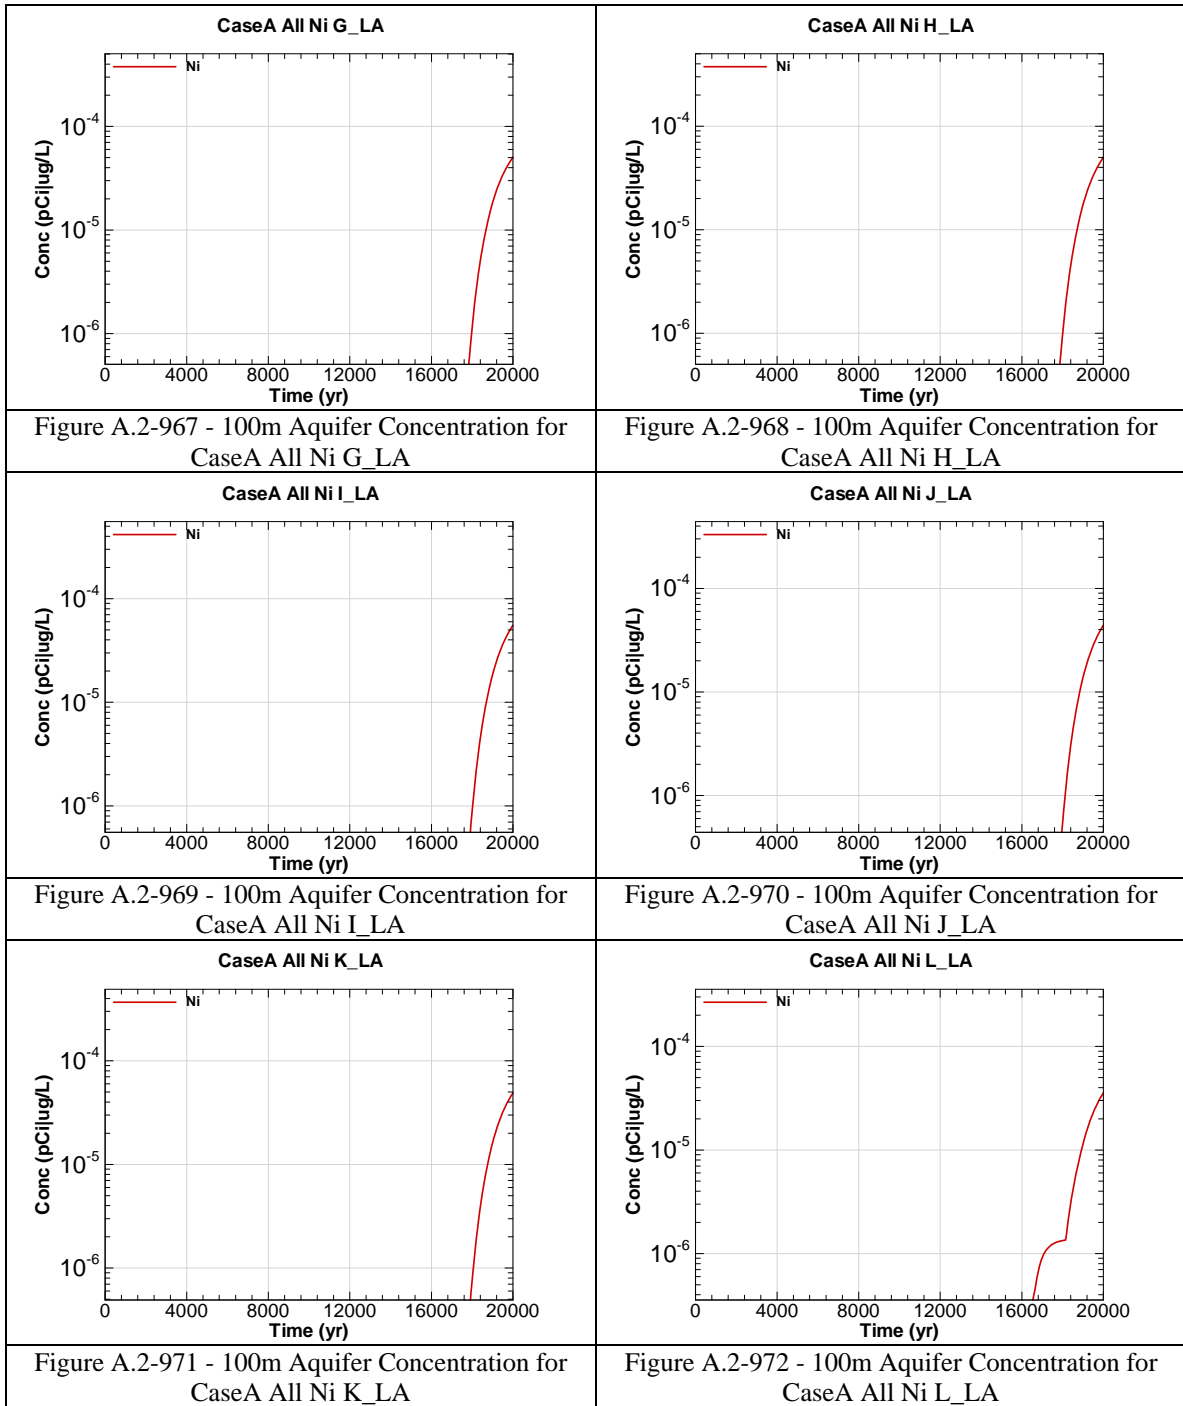 CaseA All Ni G_LA
Ni
Conc (pCi|ug/L)
10-4
10-5
10-6
0 4000 8000 12000 16000 20000
Time (yr)
Figure A.2-967 - 100m Aquifer Concentration for
CaseA All Ni G_LA
CaseA All Ni H_LA
Ni
Conc (pCi|ug/L)
10-4
10-5
10-6
0 4000 8000 12000 16000 20000
Time (yr)
Figure A.2-968 - 100m Aquifer Concentration for
CaseA All Ni H_LA
CaseA All Ni I_LA
Ni
Conc (pCi|ug/L)
10-4
10-5
10-6
0 4000 8000 12000 16000 20000
Time (yr)
Figure A.2-969 - 100m Aquifer Concentration for
CaseA All Ni I_LA
CaseA All Ni J_LA
Ni
Conc (pCi|ug/L)
10-4
10-5
10-6
0 4000 8000 12000 16000 20000
Time (yr)
Figure A.2-970 - 100m Aquifer Concentration for
CaseA All Ni J_LA
CaseA All Ni K_LA
Ni
Conc (pCi|ug/L)
10-4
10-5
10-6
0 4000 8000 12000 16000 20000
Time (yr)
Figure A.2-971 - 100m Aquifer Concentration for
CaseA All Ni K_LA
CaseA All Ni L_LA
Ni
Conc (pCi|ug/L)
10-4
10-5
10-6
0 4000 8000 12000 16000 20000
Time (yr)
Figure A.2-972 - 100m Aquifer Concentration for
CaseA All Ni L_LA